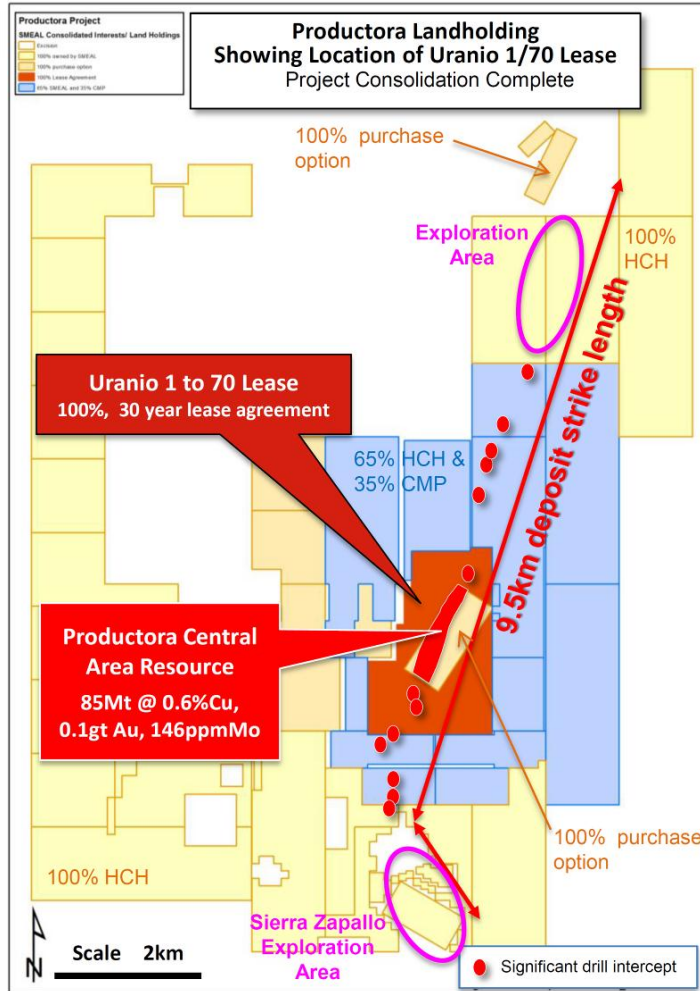 Productora Project
SMEAL Consolidated Interests/ Land Holdings
Excision
100% owned by SMEAL
100% purchase option
100% Lease Agreement
65% SMEAL and 35% CMP
Productora Landholding
Showing Location of Uranio 1/70 Lease
Project Consolidation Complete
100% purchase
option
Exploration
Area
100%
HCH
Uranio 1 to 70 Lease
100%, 30 year lease agreement
65% HCH &
35% CMP
9.5km deposit strike length
Productora Central
Area Resource
85Mt @ 0.6%Cu,
0.1gt Au, 146ppmMo
100% purchase
option
100% HCH
Sierra Zapallo
Exploration
Area
N
Scale 2km
Significant drill intercept